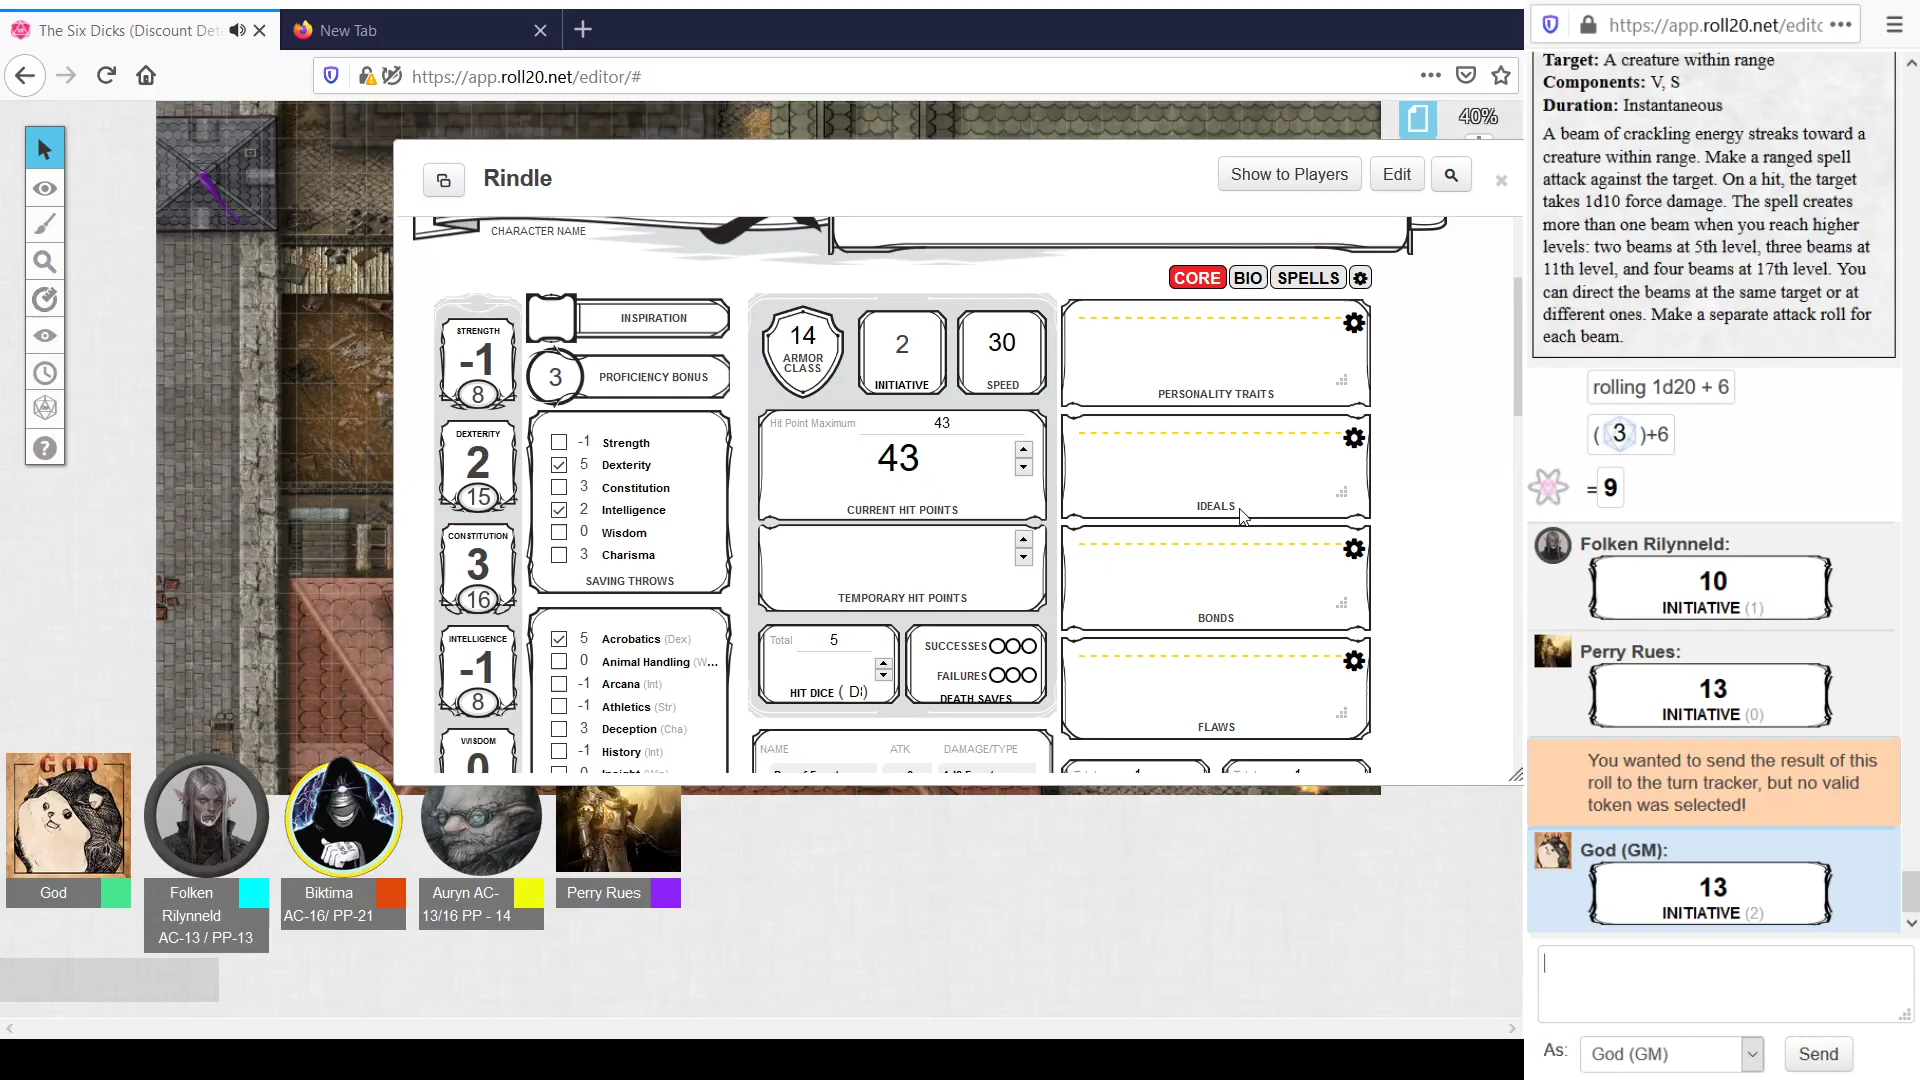 The Six Dicks (Discount Det
New Tab
https://app.roll20.net/editor/#
https://app.roll20.net/editc
40%
Rindle
Show to Players
Edit
CHARACTER NAME
CORE
BIO
SPELLS
STRENGTH
-1
8
DEXTERITY
2
15
CONSTITUTION
3
16
INTELLIGENCE
-1
8
WISDOM
0
INSPIRATION
3
PROFICIENCY BONUS
-1 Strength
5 Dexterity
3 Constitution
2 Intelligence
0 Wisdom
3 Charisma
SAVING THROWS
5 Acrobatics (Dex)
0 Animal Handling (W...
-1 Arcana (Int)
-1 Athletics (Str)
3 Deception (Cha)
-1 History (Int)
14
ARMOR
CLASS
2
INITIATIVE
30
SPEED
Hit Point Maximum 43
43
CURRENT HIT POINTS
TEMPORARY HIT POINTS
Total 5
HIT DICE ( D
SUCCESSES
FAILURES
DEATH SAVES
NAME ATK DAMAGE/TYPE
PERSONALITY TRAITS
IDEALS
BONDS
FLAWS
GOD
God
Folken
Rilynneld
AC-13 / PP-13
Biktima
AC-16/ PP-21
Auryn AC-
13/16 PP - 14
Perry Rues
Target: A creature within range
Components: V, S
Duration: Instantaneous
A beam of crackling energy streaks toward a
creature within range. Make a ranged spell
attack against the target. On a hit, the target
takes 1d10 force damage. The spell creates
more than one beam when you reach higher
levels: two beams at 5th level, three beams at
11th level, and four beams at 17th level. You
can direct the beams at the same target or at
different ones. Make a separate attack roll for
each beam.
rolling 1d20 + 6
(3)+6
= 9
Folken Rilynneld:
10
INITIATIVE (1)
Perry Rues:
13
INITIATIVE (0)
You wanted to send the result of this
roll to the turn tracker, but no valid
token was selected!
God (GM):
13
INITIATIVE (2)
As: God (GM)
Send